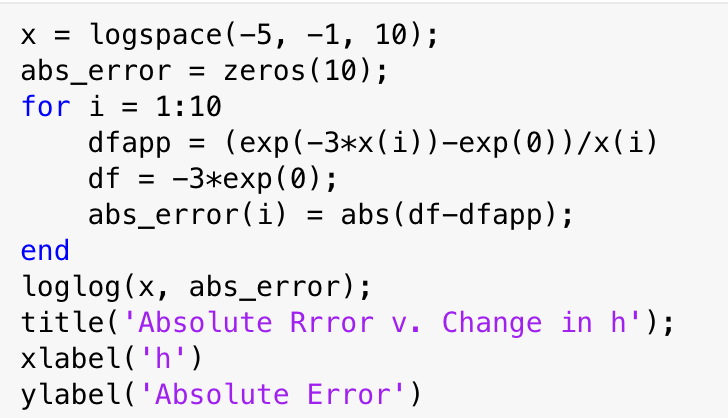 x = logspace(-5, -1, 10);
abs_error = zeros(10);
for i = 1:10
    dfapp = (exp(-3*x(i))-exp(0))/x(i)
    df = -3*exp(0);
    abs_error(i) = abs(df-dfapp);
end
loglog(x, abs_error);
title('Absolute Rrror v. Change in h');
xlabel('h')
ylabel('Absolute Error')